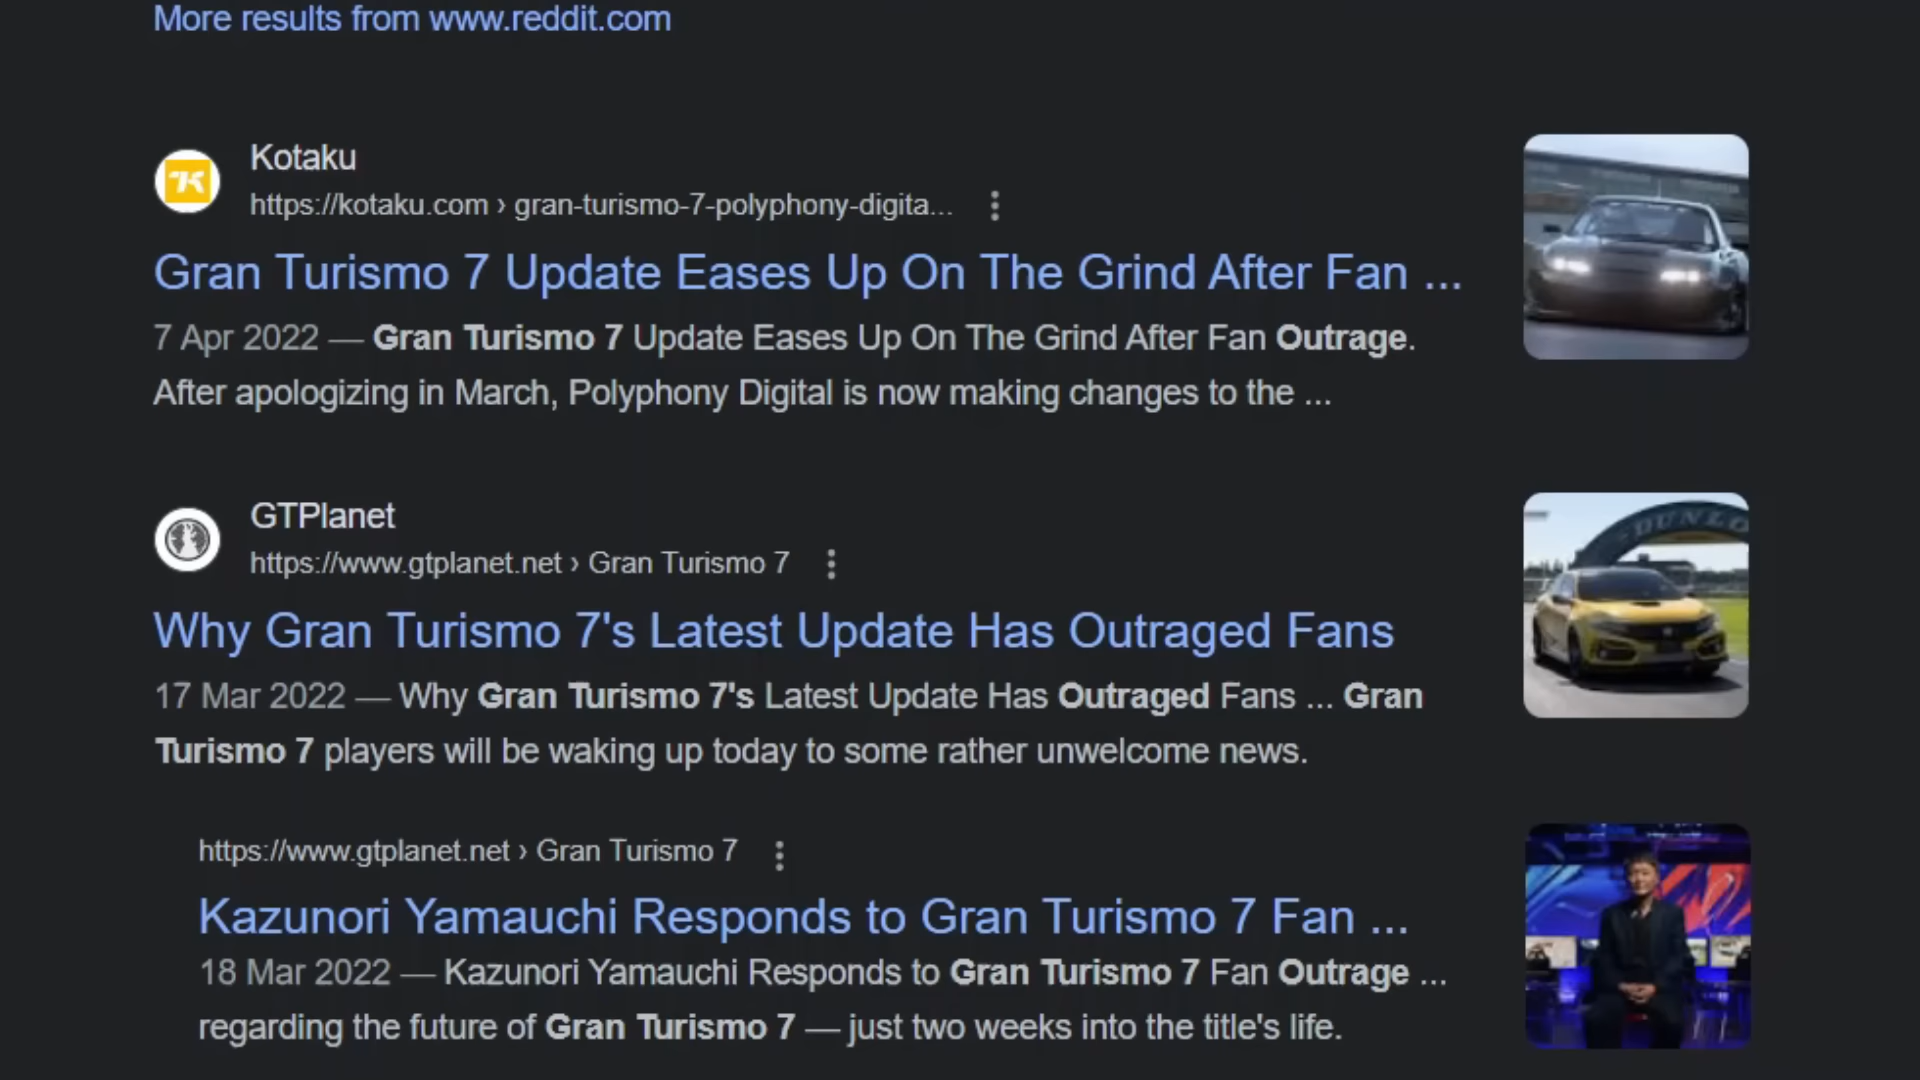 More results from www.reddit.com
Kotaku
https://kotaku.com › gran-turismo-7-polyphony-digita...
Gran Turismo 7 Update Eases Up On The Grind After Fan ...
7 Apr 2022 — Gran Turismo 7 Update Eases Up On The Grind After Fan Outrage.
After apologizing in March, Polyphony Digital is now making changes to the ...
GTPlanet
https://www.gtplanet.net › Gran Turismo 7
DUNLO
Why Gran Turismo 7's Latest Update Has Outraged Fans
17 Mar 2022 — Why Gran Turismo 7's Latest Update Has Outraged Fans ... Gran
Turismo 7 players will be waking up today to some rather unwelcome news.
https://www.gtplanet.net › Gran Turismo 7
Kazunori Yamauchi Responds to Gran Turismo 7 Fan ...
18 Mar 2022 — Kazunori Yamauchi Responds to Gran Turismo 7 Fan Outrage ...
regarding the future of Gran Turismo 7 — just two weeks into the title's life.